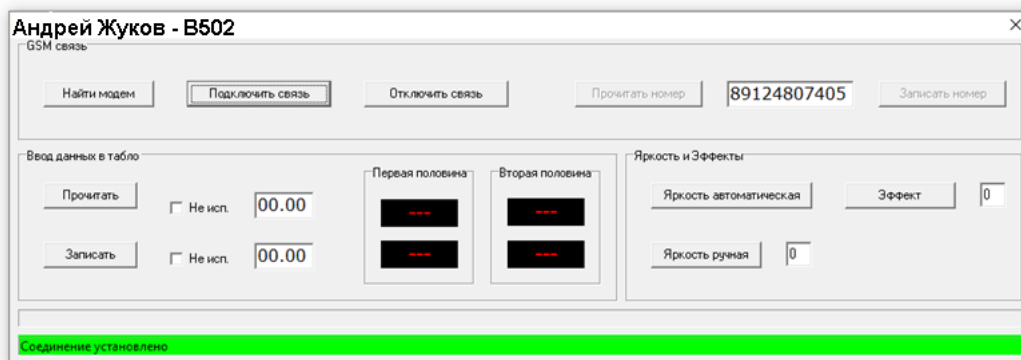 Андрей Жуков - B502
GSM связь
Найти модем Подключить связь Отключить связь Прочитать номер 89124807405 Записать номер
Ввод данных в табло Яркость и Эффекты
Первая половина Вторая половина
Прочитать Не исп. 00.00 --- --- Яркость автоматическая Эффект 0
Записать Не исп. 00.00 --- --- Яркость ручная 0
Соединение установлено